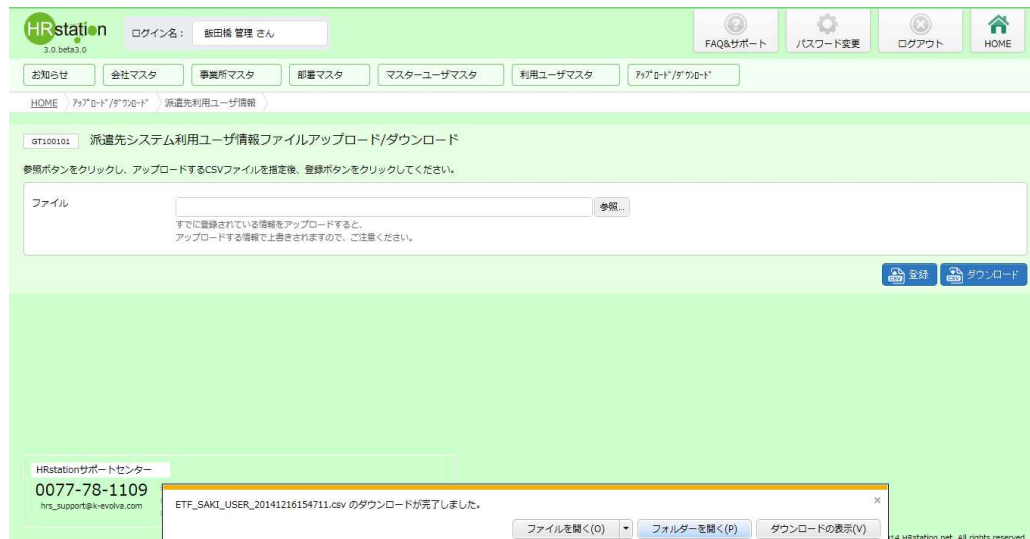 HRstation
3.0.beta3.0
ログイン名： 飯田橋 管理 さん
FAQ&サポート
パスワード変更
ログアウト
HOME
お知らせ 会社マスタ 事業所マスタ 部署マスタ マスターユーザマスタ 利用ユーザマスタ ｱｯﾌﾟﾛｰﾄﾞ/ﾀﾞｳﾝﾛｰﾄﾞ
HOME ｱｯﾌﾟﾛｰﾄﾞ/ﾀﾞｳﾝﾛｰﾄﾞ 派遣先利用ユーザ情報
GT100101 派遣先システム利用ユーザ情報ファイルアップロード/ダウンロード
参照ボタンをクリックし、アップロードするCSVファイルを指定後、登録ボタンをクリックしてください。
ファイル
参照...
すでに登録されている情報をアップロードすると、
アップロードする情報で上書きされますので、ご注意ください。
CSV 登録 CSV ダウンロード
HRstationサポートセンター
0077-78-1109
hrs_support@k-evolva.com
ETF_SAKI_USER_20141216154711.csv のダウンロードが完了しました。
×
ファイルを開く(O) フォルダーを開く(P) ダウンロードの表示(V)
HRstation.net. All rights reserved